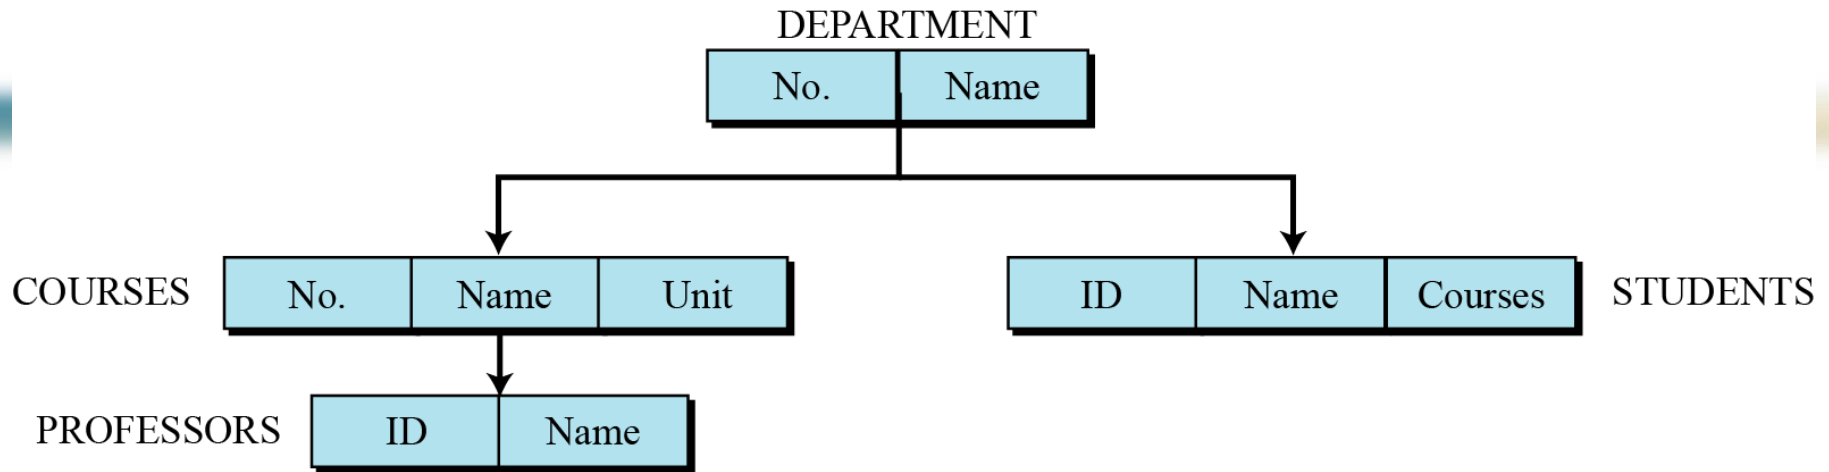 DEPARTMENT
No. Name
COURSES No. Name Unit
ID Name Courses STUDENTS
PROFESSORS ID Name